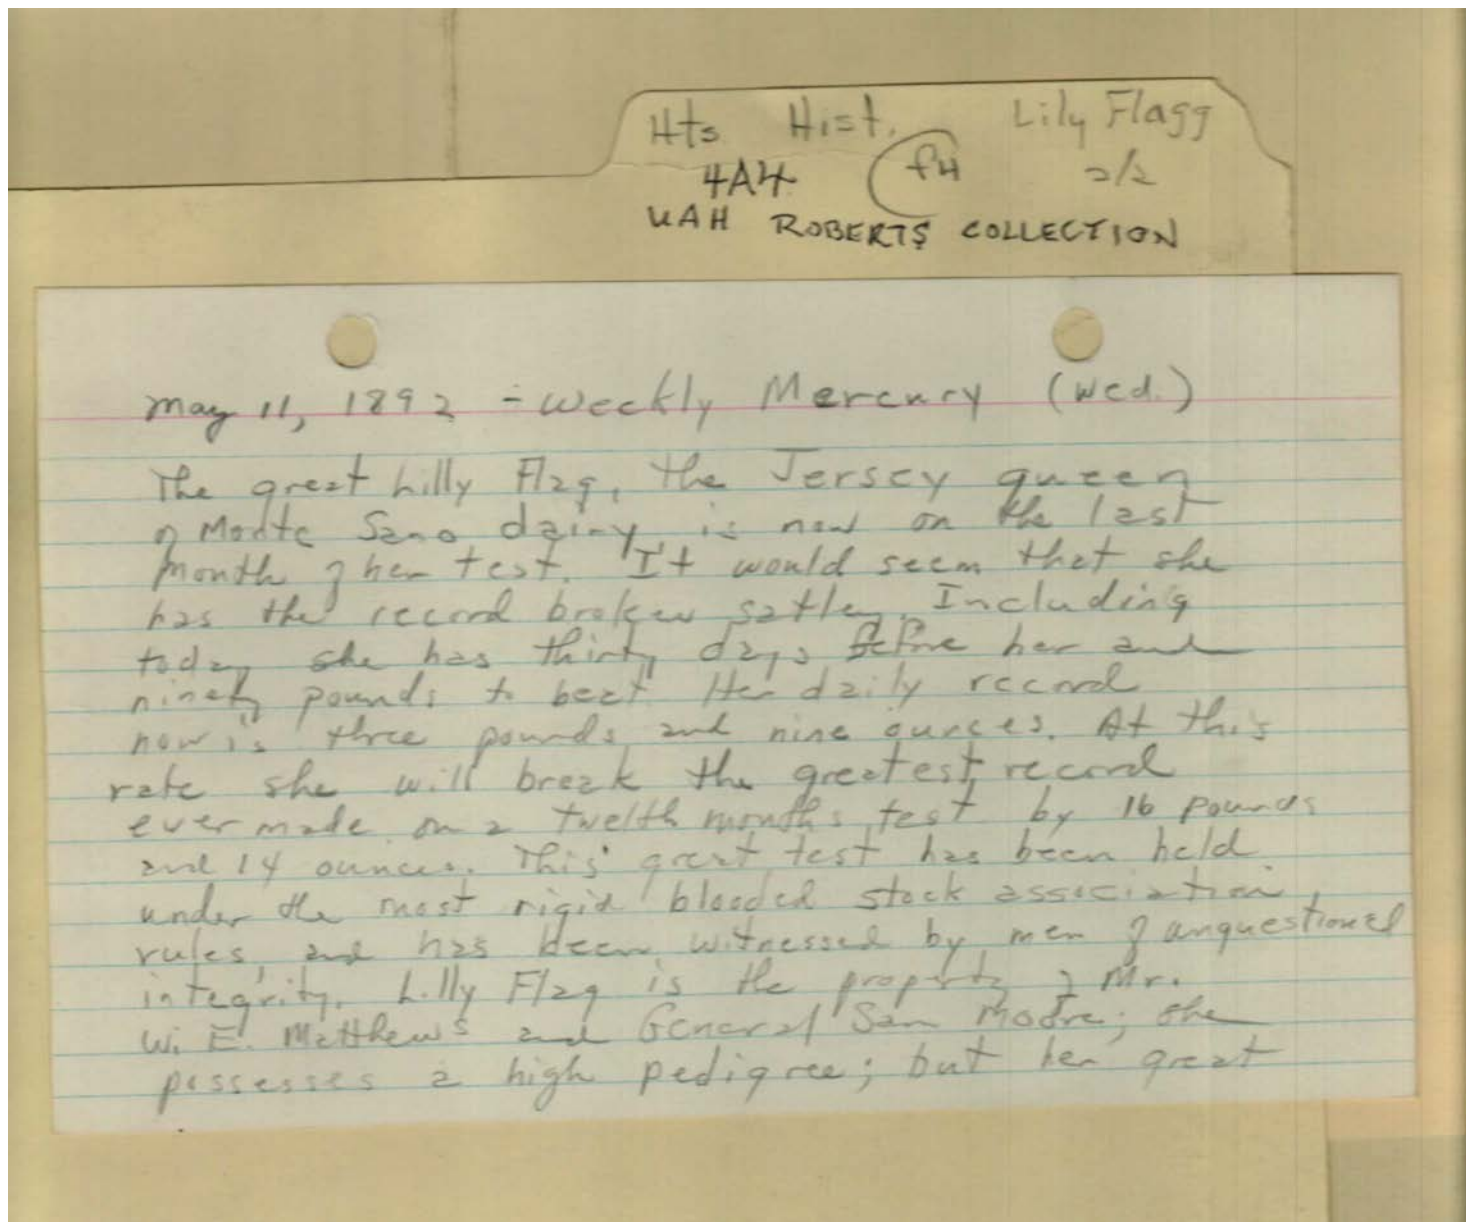 Hts Hist. Lily Flagg
4A4 f4 2/2
UAH ROBERTS COLLECTION
May 11, 1892 - Weekly Mercury (Wed.)
The great Lilly Flag, the Jersey queen
of Monte Sano dairy, is now on the last
month of her test. It would seem that she
has the record broken. Including
today she has thirty days before her and
ninety pounds to beat. Her daily record
now is three pounds and nine ounces. At this
rate she will break the greatest record
ever made on a twelth months test by 16 pounds
and 14 ounces. This great test has been held
under the most rigid blooded stock association
rules, and has been witnessed by men of unquestioned
integrity. Lilly Flag is the property of Mr.
W. E. Matthews and General Sam Moore; she
possesses a high pedigree; but her great